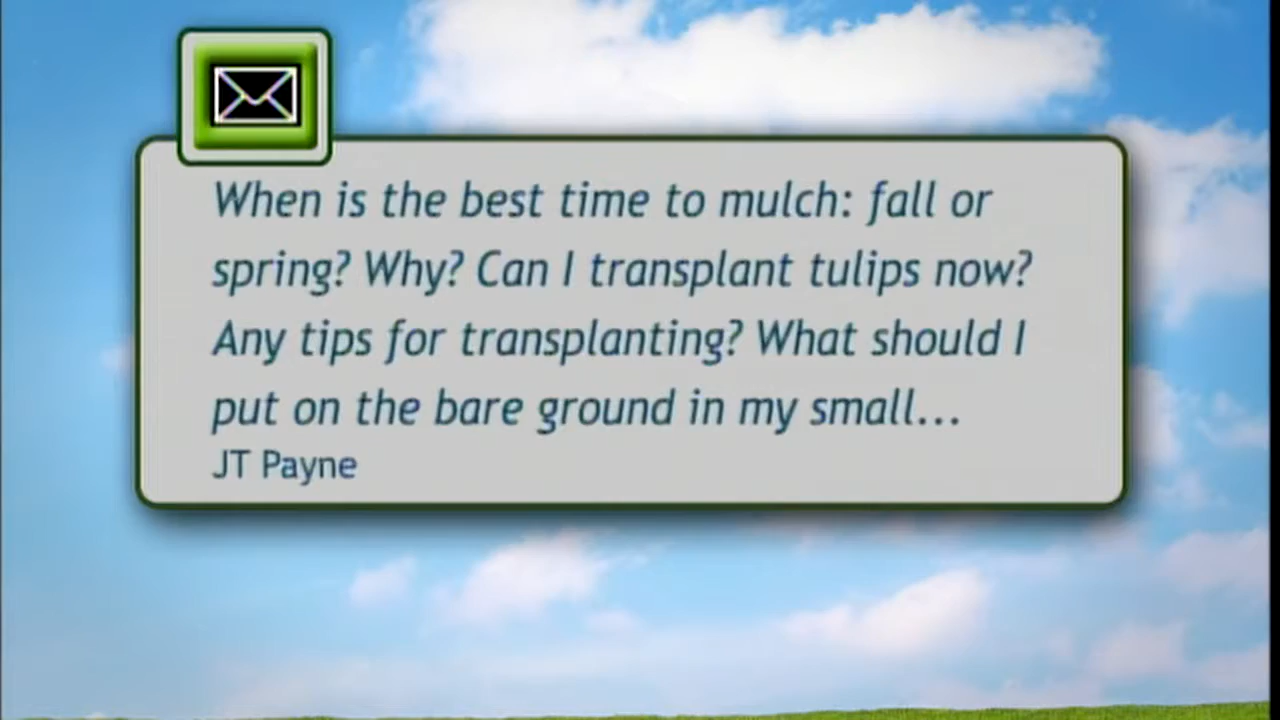 When is the best time to mulch: fall or
spring? Why? Can I transplant tulips now?
Any tips for transplanting? What should I
put on the bare ground in my small...
JT Payne